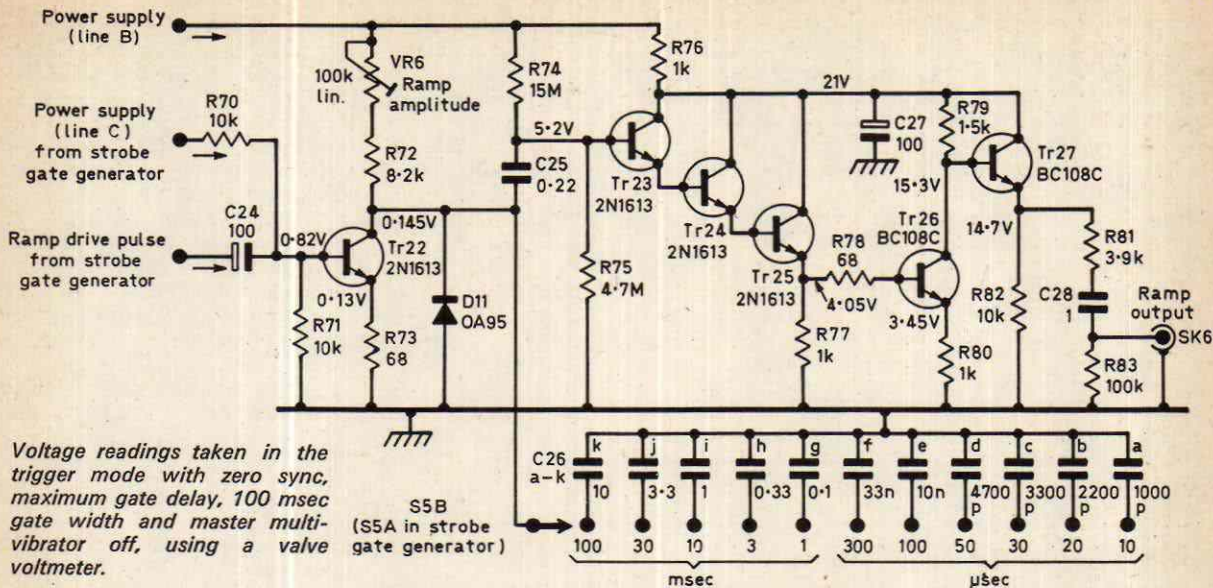 Power supply
(line B)
VR6
100k
lin.
Ramp
amplitude
R74
15M
R76
1k
21V
R70
10k
Power supply
(line C)
from strobe
gate generator
R72
8·2k
5·2V
C25
0·22
C27
100
R79
1·5k
Tr27
BC108C
Tr23
2N1613
15·3V
C24
100
0·82V
0·145V
Tr22
2N1613
Tr24
2N1613
Tr26
BC108C
14·7V
Ramp drive pulse
from strobe
gate generator
R78
68
R81
3·9k
R75
4·7M
Tr25
2N1613
4·05V
0·13V
D11
OA95
R82
10k
C28
1
Ramp
output
3·45V
SK6
R71
10k
R73
68
R77
1k
R80
1k
R83
100k
Voltage readings taken in the
trigger mode with zero sync,
maximum gate delay, 100 msec
gate width and master multi-
vibrator off, using a valve
voltmeter.
S5B
(S5A in strobe
gate generator)
C26
a-k
k j i h g f e d c b a
10 3·3 1 0·33 0·1 33n 10n 4700p 3300p 2200p 1000p
100 30 10 3 1 300 100 50 30 20 10
msec µsec